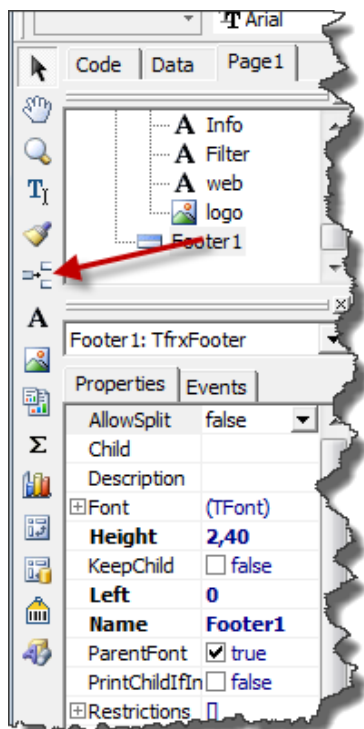 Arial
Code Data Page1
A Info
A Filter
A web
logo
Footer1
T
A
Σ
Footer1: TfrxFooter
Properties Events
AllowSplit false
Child
Description
Font (TFont)
Height 2,40
KeepChild false
Left 0
Name Footer1
ParentFont true
PrintChildIfIn false
Restrictions []